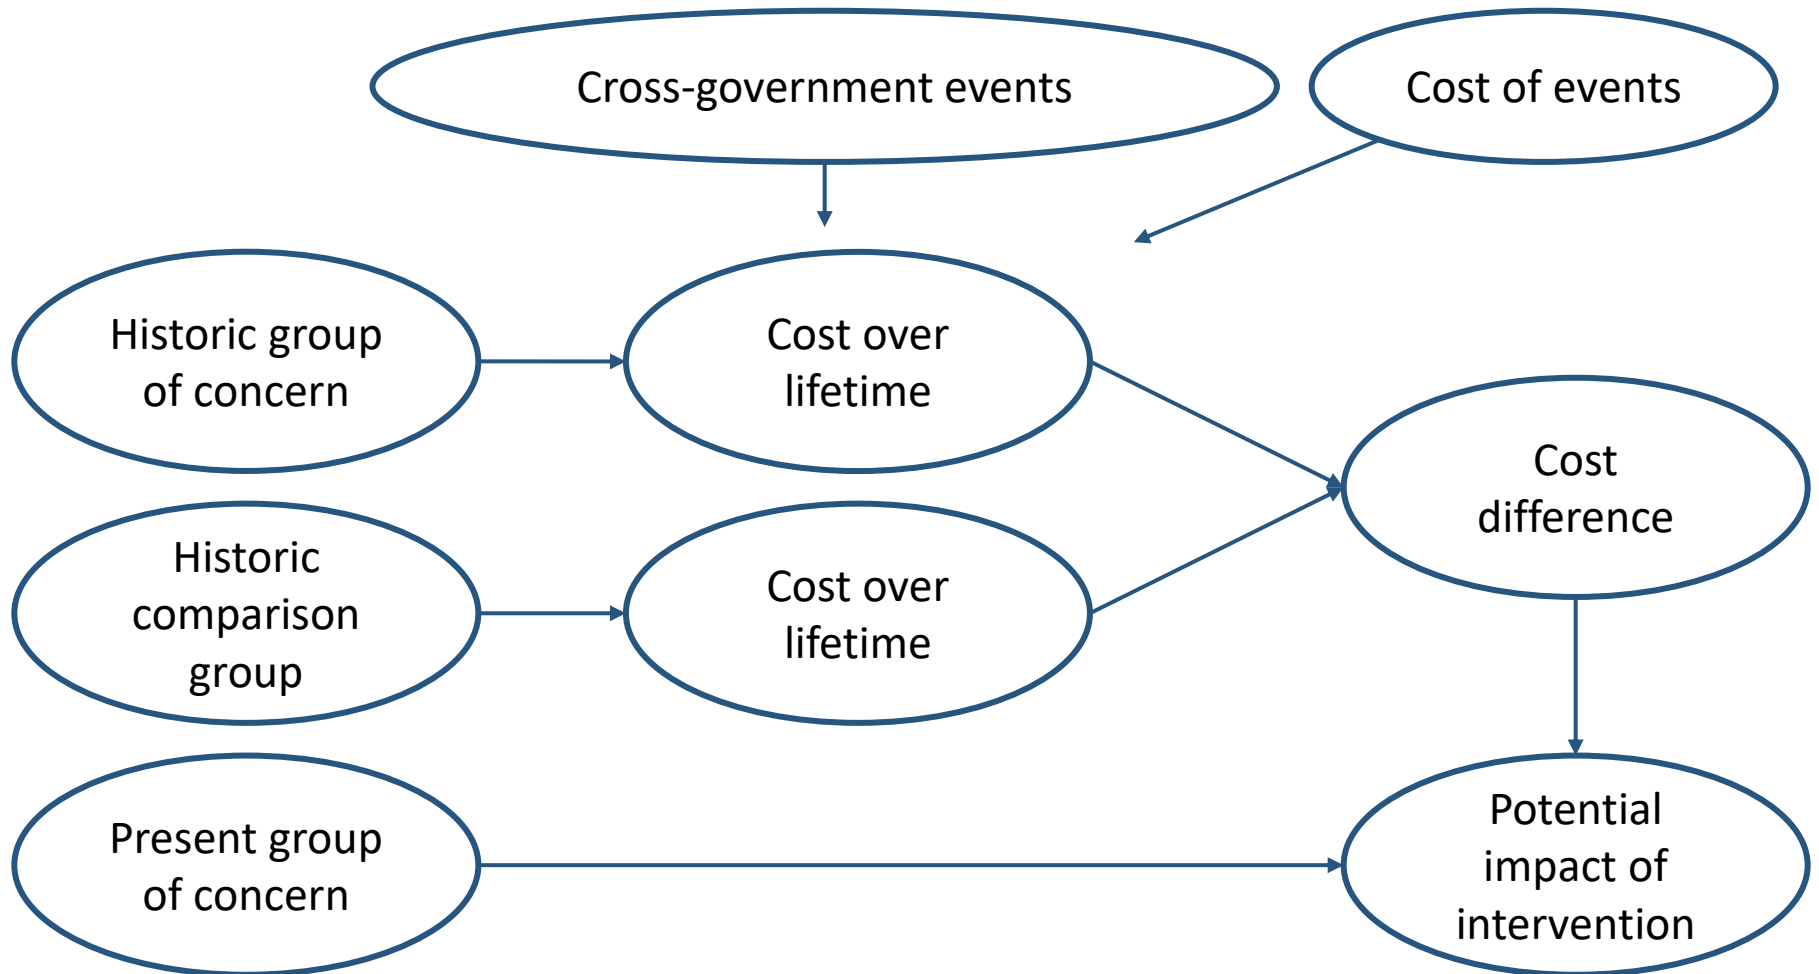 Cross-government events
Cost of events
Historic group
of concern
Cost over
lifetime
Cost
difference
Historic
comparison
group
Cost over
lifetime
Present group
of concern
Potential
impact of
intervention